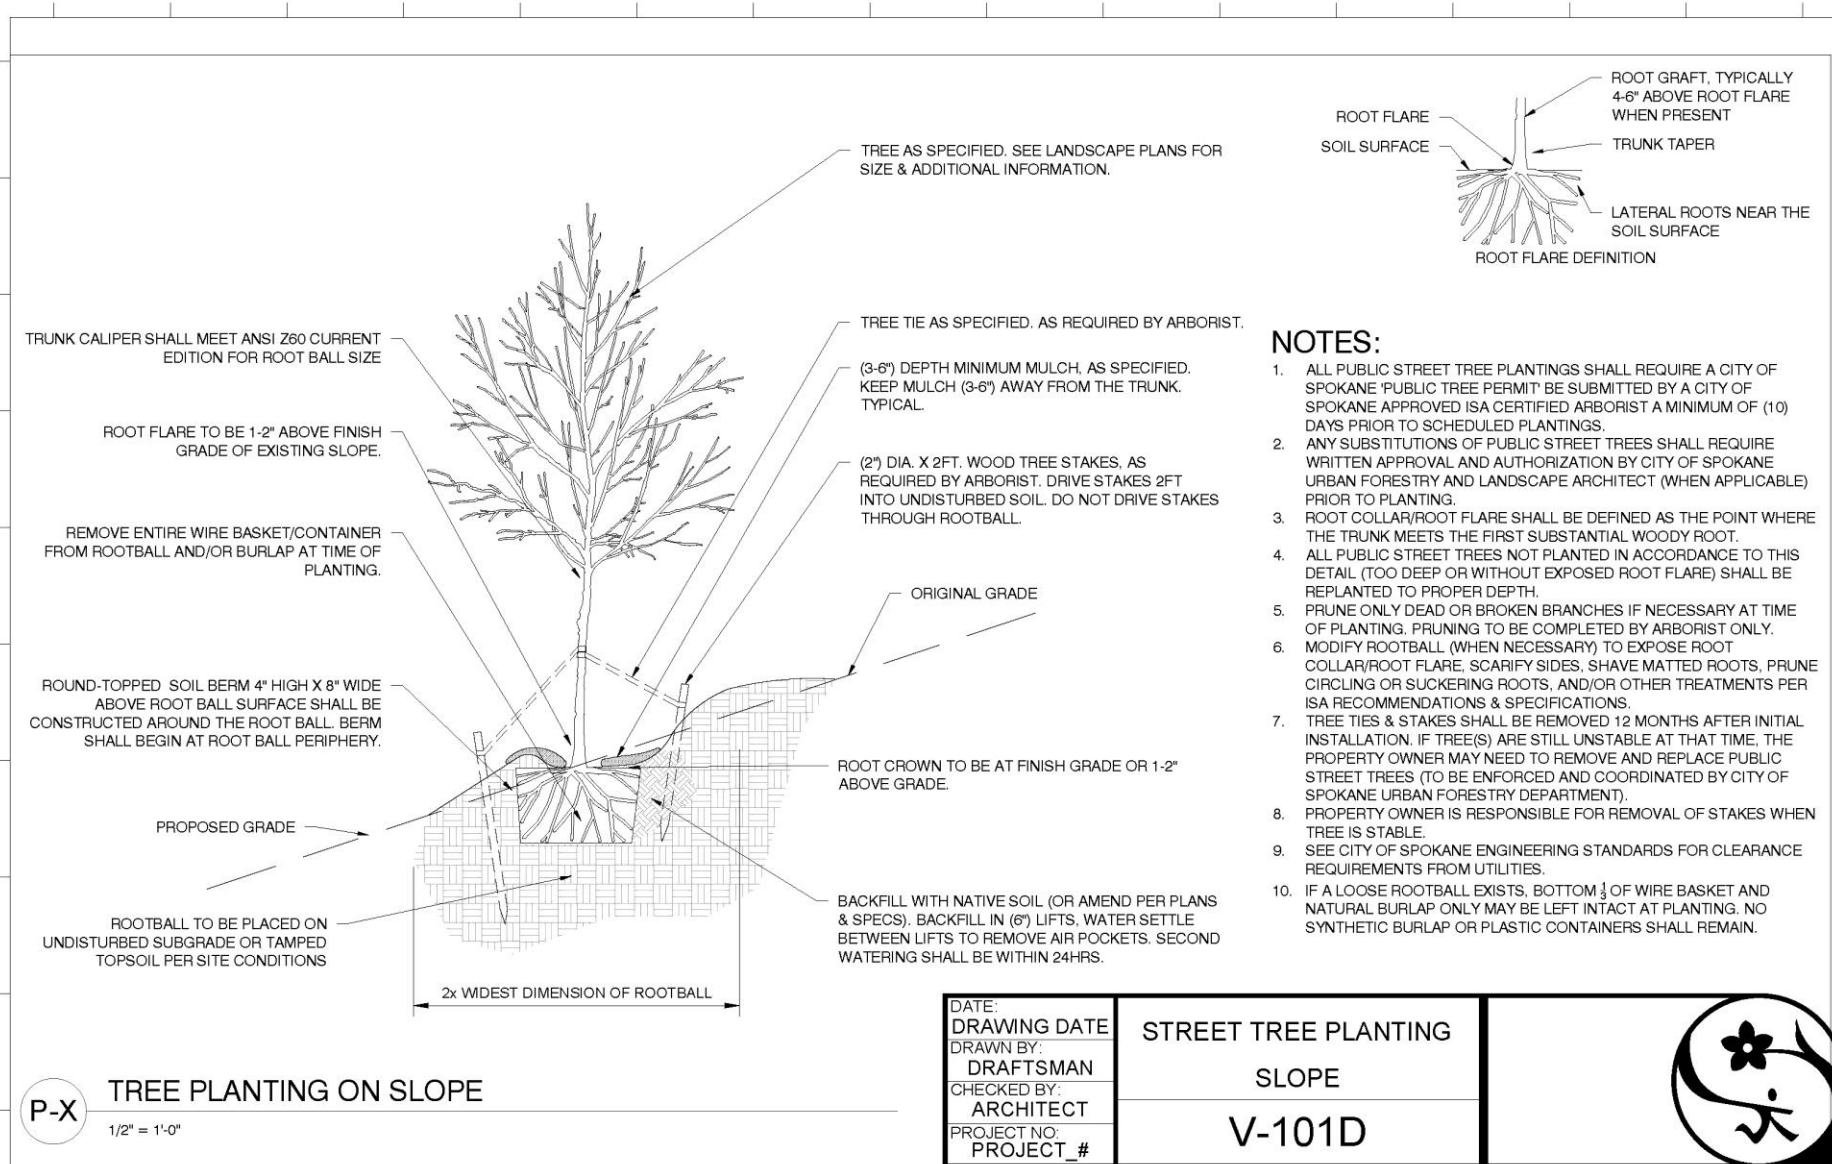 TREE AS SPECIFIED. SEE LANDSCAPE PLANS FOR
SIZE & ADDITIONAL INFORMATION.
TREE TIE AS SPECIFIED. AS REQUIRED BY ARBORIST.
(3-6") DEPTH MINIMUM MULCH, AS SPECIFIED.
KEEP MULCH (3-6") AWAY FROM THE TRUNK.
TYPICAL.
(2") DIA. X 2FT. WOOD TREE STAKES, AS
REQUIRED BY ARBORIST. DRIVE STAKES 2FT
INTO UNDISTURBED SOIL. DO NOT DRIVE STAKES
THROUGH ROOTBALL.
ORIGINAL GRADE
TRUNK CALIPER SHALL MEET ANSI Z60 CURRENT
EDITION FOR ROOT BALL SIZE
ROOT FLARE TO BE 1-2" ABOVE FINISH
GRADE OF EXISTING SLOPE.
REMOVE ENTIRE WIRE BASKET/CONTAINER
FROM ROOTBALL AND/OR BURLAP AT TIME OF
PLANTING.
ROUND-TOPPED SOIL BERM 4" HIGH X 8" WIDE
ABOVE ROOT BALL SURFACE SHALL BE
CONSTRUCTED AROUND THE ROOT BALL. BERM
SHALL BEGIN AT ROOT BALL PERIPHERY.
PROPOSED GRADE
ROOTBALL TO BE PLACED ON
UNDISTURBED SUBGRADE OR TAMPED
TOPSOIL PER SITE CONDITIONS
ROOT CROWN TO BE AT FINISH GRADE OR 1-2"
ABOVE GRADE.
BACKFILL WITH NATIVE SOIL (OR AMEND PER PLANS
& SPECS). BACKFILL IN (6") LIFTS, WATER SETTLE
BETWEEN LIFTS TO REMOVE AIR POCKETS. SECOND
WATERING SHALL BE WITHIN 24HRS.
2x WIDEST DIMENSION OF ROOTBALL
ROOT GRAFT, TYPICALLY
4-6" ABOVE ROOT FLARE
WHEN PRESENT
ROOT FLARE
SOIL SURFACE
TRUNK TAPER
LATERAL ROOTS NEAR THE
SOIL SURFACE
ROOT FLARE DEFINITION
NOTES:
1. ALL PUBLIC STREET TREE PLANTINGS SHALL REQUIRE A CITY OF
SPOKANE 'PUBLIC TREE PERMIT' BE SUBMITTED BY A CITY OF
SPOKANE APPROVED ISA CERTIFIED ARBORIST A MINIMUM OF (10)
DAYS PRIOR TO SCHEDULED PLANTINGS.
2. ANY SUBSTITUTIONS OF PUBLIC STREET TREES SHALL REQUIRE
WRITTEN APPROVAL AND AUTHORIZATION BY CITY OF SPOKANE
URBAN FORESTRY AND LANDSCAPE ARCHITECT (WHEN APPLICABLE)
PRIOR TO PLANTING.
3. ROOT COLLAR/ROOT FLARE SHALL BE DEFINED AS THE POINT WHERE
THE TRUNK MEETS THE FIRST SUBSTANTIAL WOODY ROOT.
4. ALL PUBLIC STREET TREES NOT PLANTED IN ACCORDANCE TO THIS
DETAIL (TOO DEEP OR WITHOUT EXPOSED ROOT FLARE) SHALL BE
REPLANTED TO PROPER DEPTH.
5. PRUNE ONLY DEAD OR BROKEN BRANCHES IF NECESSARY AT TIME
OF PLANTING. PRUNING TO BE COMPLETED BY ARBORIST ONLY.
6. MODIFY ROOTBALL (WHEN NECESSARY) TO EXPOSE ROOT
COLLAR/ROOT FLARE, SCARIFY SIDES, SHAVE MATTED ROOTS, PRUNE
CIRCLING OR SUCKERING ROOTS, AND/OR OTHER TREATMENTS PER
ISA RECOMMENDATIONS & SPECIFICATIONS.
7. TREE TIES & STAKES SHALL BE REMOVED 12 MONTHS AFTER INITIAL
INSTALLATION. IF TREE(S) ARE STILL UNSTABLE AT THAT TIME, THE
PROPERTY OWNER MAY NEED TO REMOVE AND REPLACE PUBLIC
STREET TREES (TO BE ENFORCED AND COORDINATED BY CITY OF
SPOKANE URBAN FORESTRY DEPARTMENT).
8. PROPERTY OWNER IS RESPONSIBLE FOR REMOVAL OF STAKES WHEN
TREE IS STABLE.
9. SEE CITY OF SPOKANE ENGINEERING STANDARDS FOR CLEARANCE
REQUIREMENTS FROM UTILITIES.
10. IF A LOOSE ROOTBALL EXISTS, BOTTOM ⅓ OF WIRE BASKET AND
NATURAL BURLAP ONLY MAY BE LEFT INTACT AT PLANTING. NO
SYNTHETIC BURLAP OR PLASTIC CONTAINERS SHALL REMAIN.
P-X
TREE PLANTING ON SLOPE
1/2" = 1'-0"
DATE:
DRAWING DATE
DRAWN BY:
DRAFTSMAN
CHECKED BY:
ARCHITECT
PROJECT NO:
PROJECT_#
STREET TREE PLANTING
SLOPE
V-101D